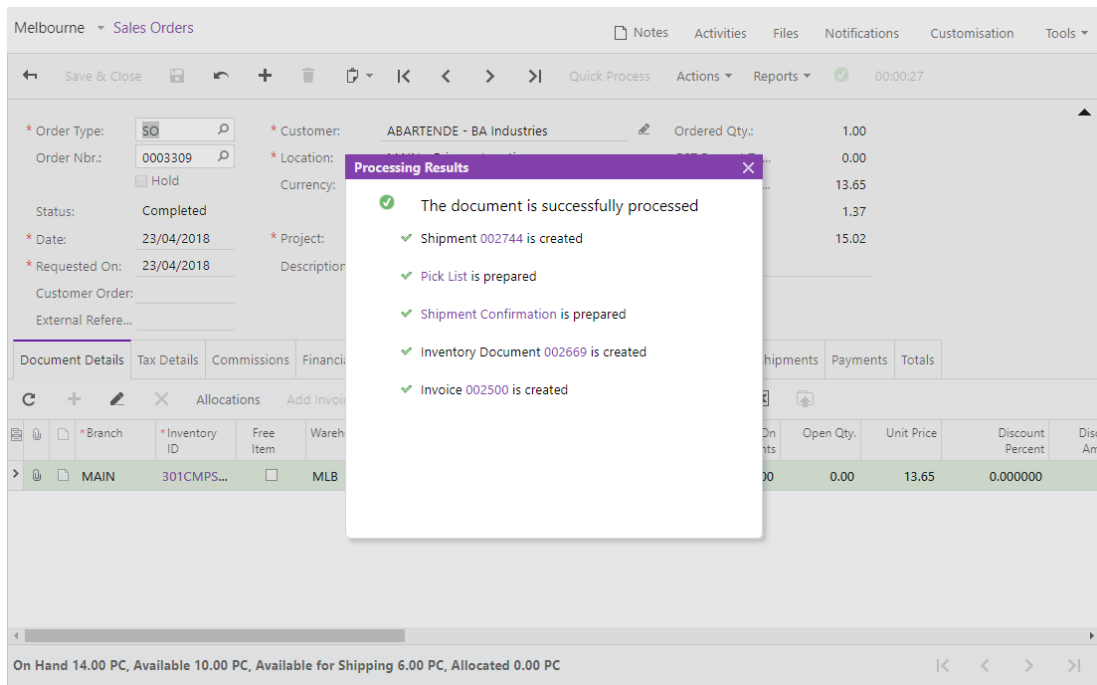 Melbourne Sales Orders Notes Activities Files Notifications Customisation Tools
Save & Close Quick Process Actions Reports 00:00:27
* Order Type: SO * Customer: ABARTENDE - BA Industries Ordered Qty.: 1.00
Order Nbr.: 0003309 * Location: 0.00
Hold Currency: 13.65
Status: Completed 1.37
* Date: 23/04/2018 * Project: 15.02
* Requested On: 23/04/2018 Description
Customer Order:
External Refere...
Processing Results
The document is successfully processed
Shipment 002744 is created
Pick List is prepared
Shipment Confirmation is prepared
Inventory Document 002669 is created
Invoice 002500 is created
Document Details Tax Details Commissions Financi hipments Payments Totals
Allocations Add Invoi
* Branch * Inventory ID Free Item Wareh On nts Open Qty. Unit Price Discount Percent Dis Am
MAIN 301CMPS... MLB 00 0.00 13.65 0.000000
On Hand 14.00 PC, Available 10.00 PC, Available for Shipping 6.00 PC, Allocated 0.00 PC